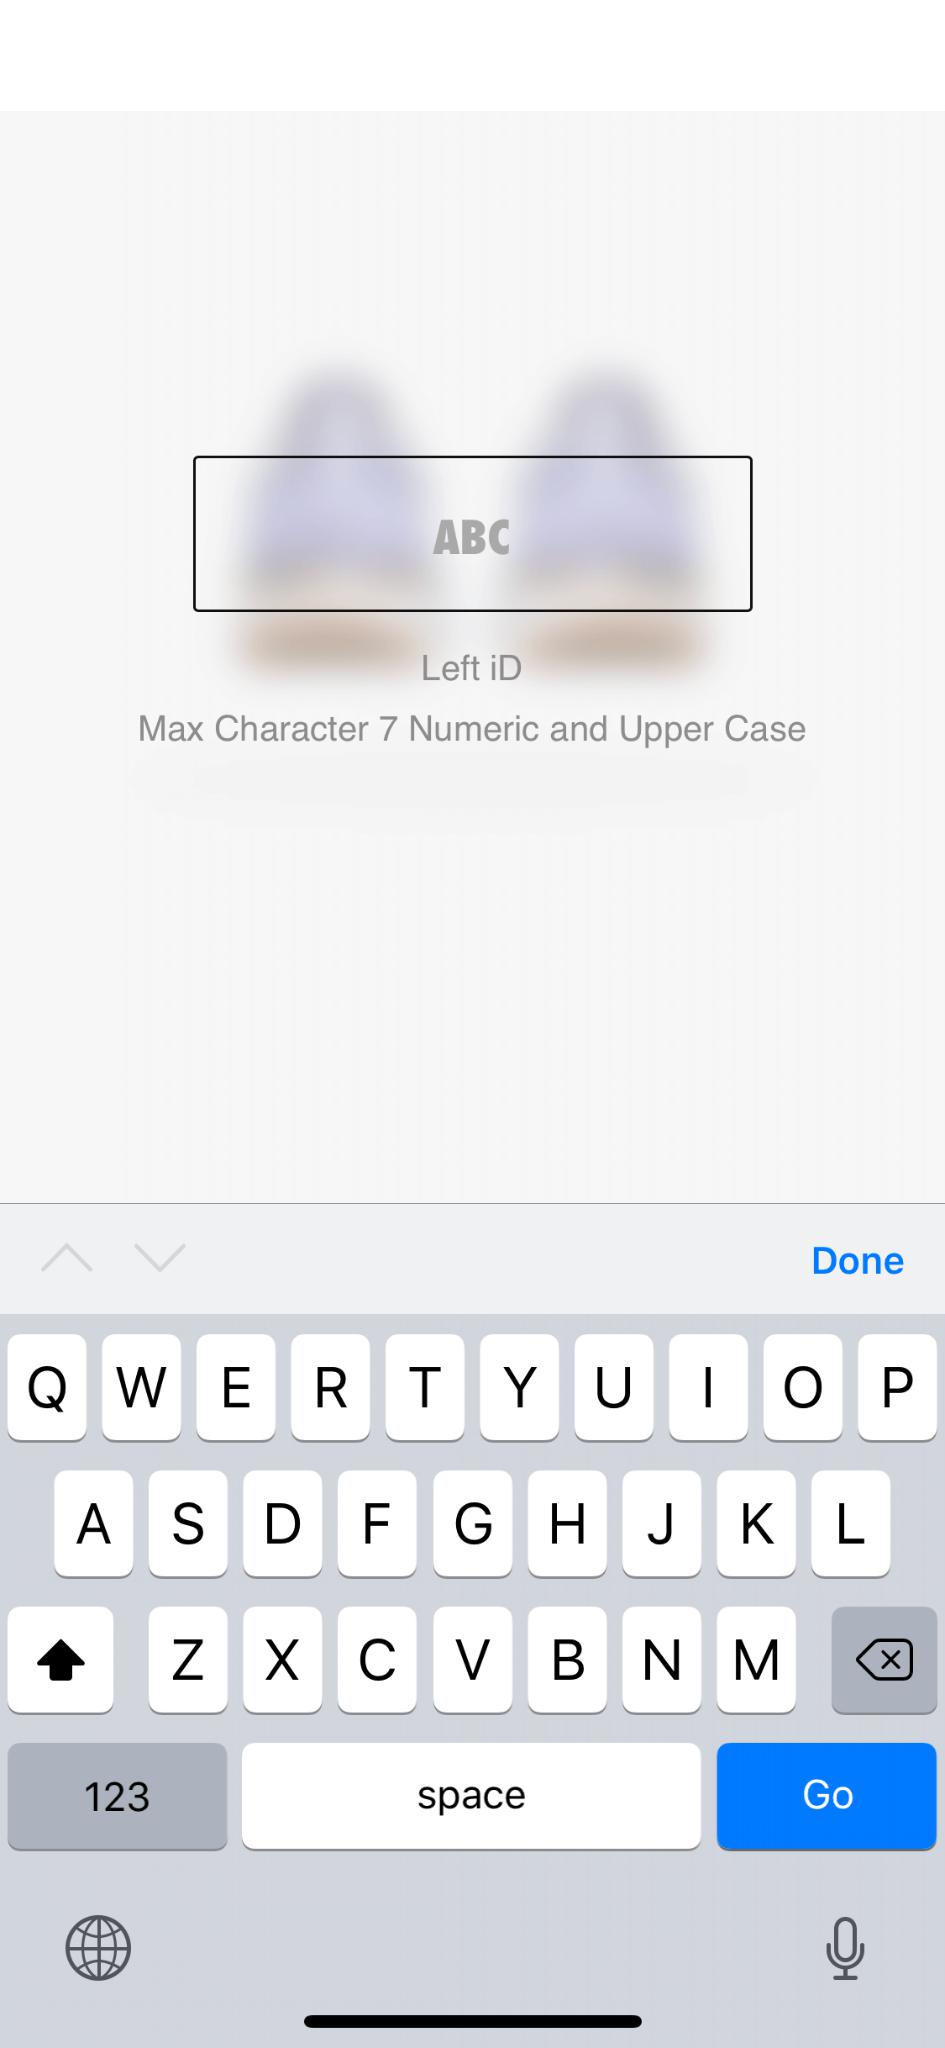 ABC
Left iD
Max Character 7 Numeric and Upper Case
Done
Q W E R T Y U I O P
A S D F G H J K L
Z X C V B N M
123 space Go